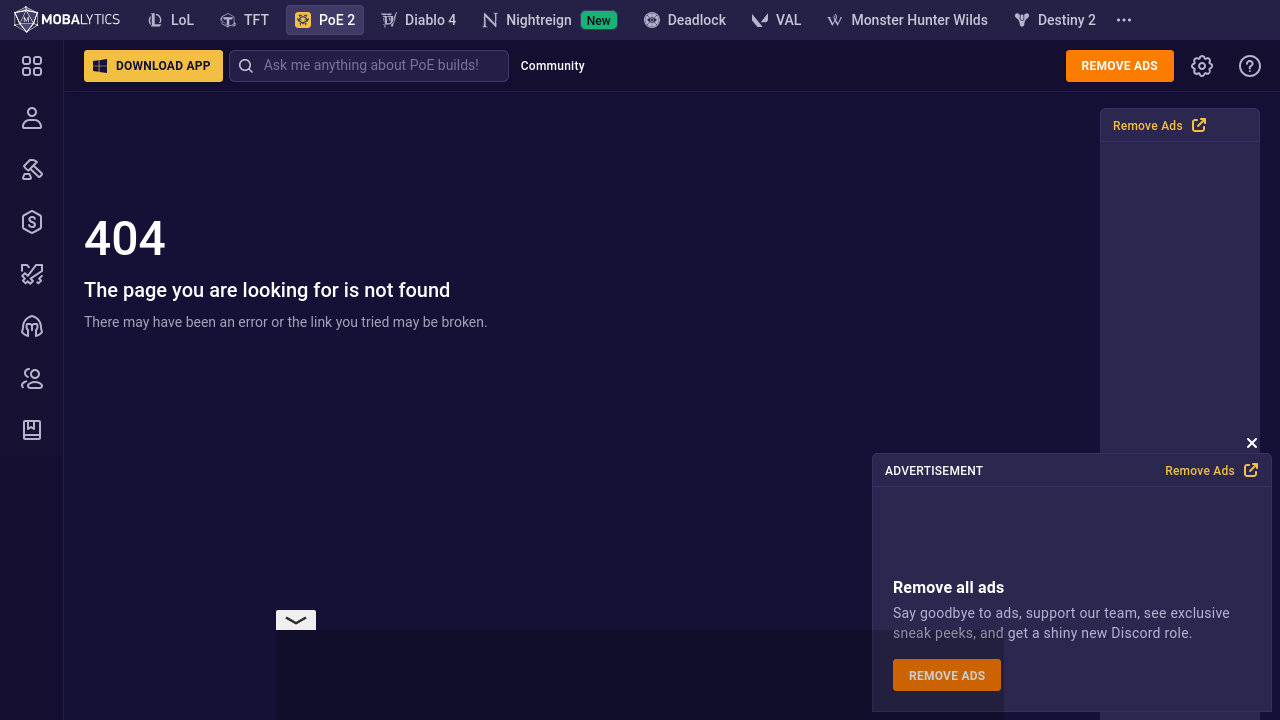 MOBALYTICS
LoL
TFT
PoE 2
Diablo 4
Nightreign
New
Deadlock
VAL
Monster Hunter Wilds
Destiny 2
DOWNLOAD APP
Ask me anything about PoE builds!
Community
REMOVE ADS
Remove Ads
404
The page you are looking for is not found
There may have been an error or the link you tried may be broken.
ADVERTISEMENT
Remove Ads
Remove all ads
Say goodbye to ads, support our team, see exclusive
sneak peeks, and get a shiny new Discord role.
REMOVE ADS